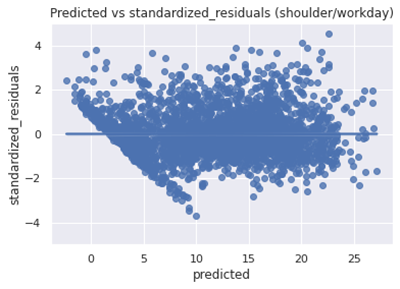 Predicted vs standardized_residuals (shoulder/workday)
standardized_residuals
4
2
0
−2
−4
0 5 10 15 20 25
predicted